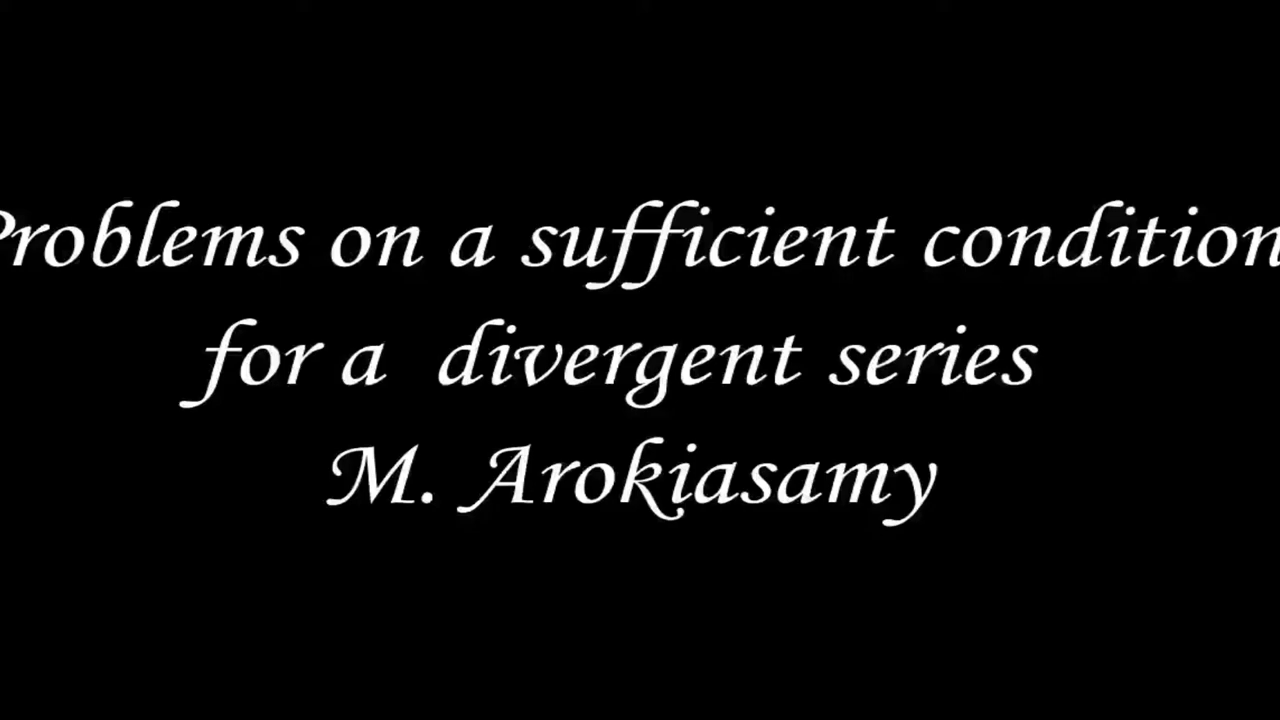 Problems on a sufficient condition
for a divergent series
M. Arokiasamy